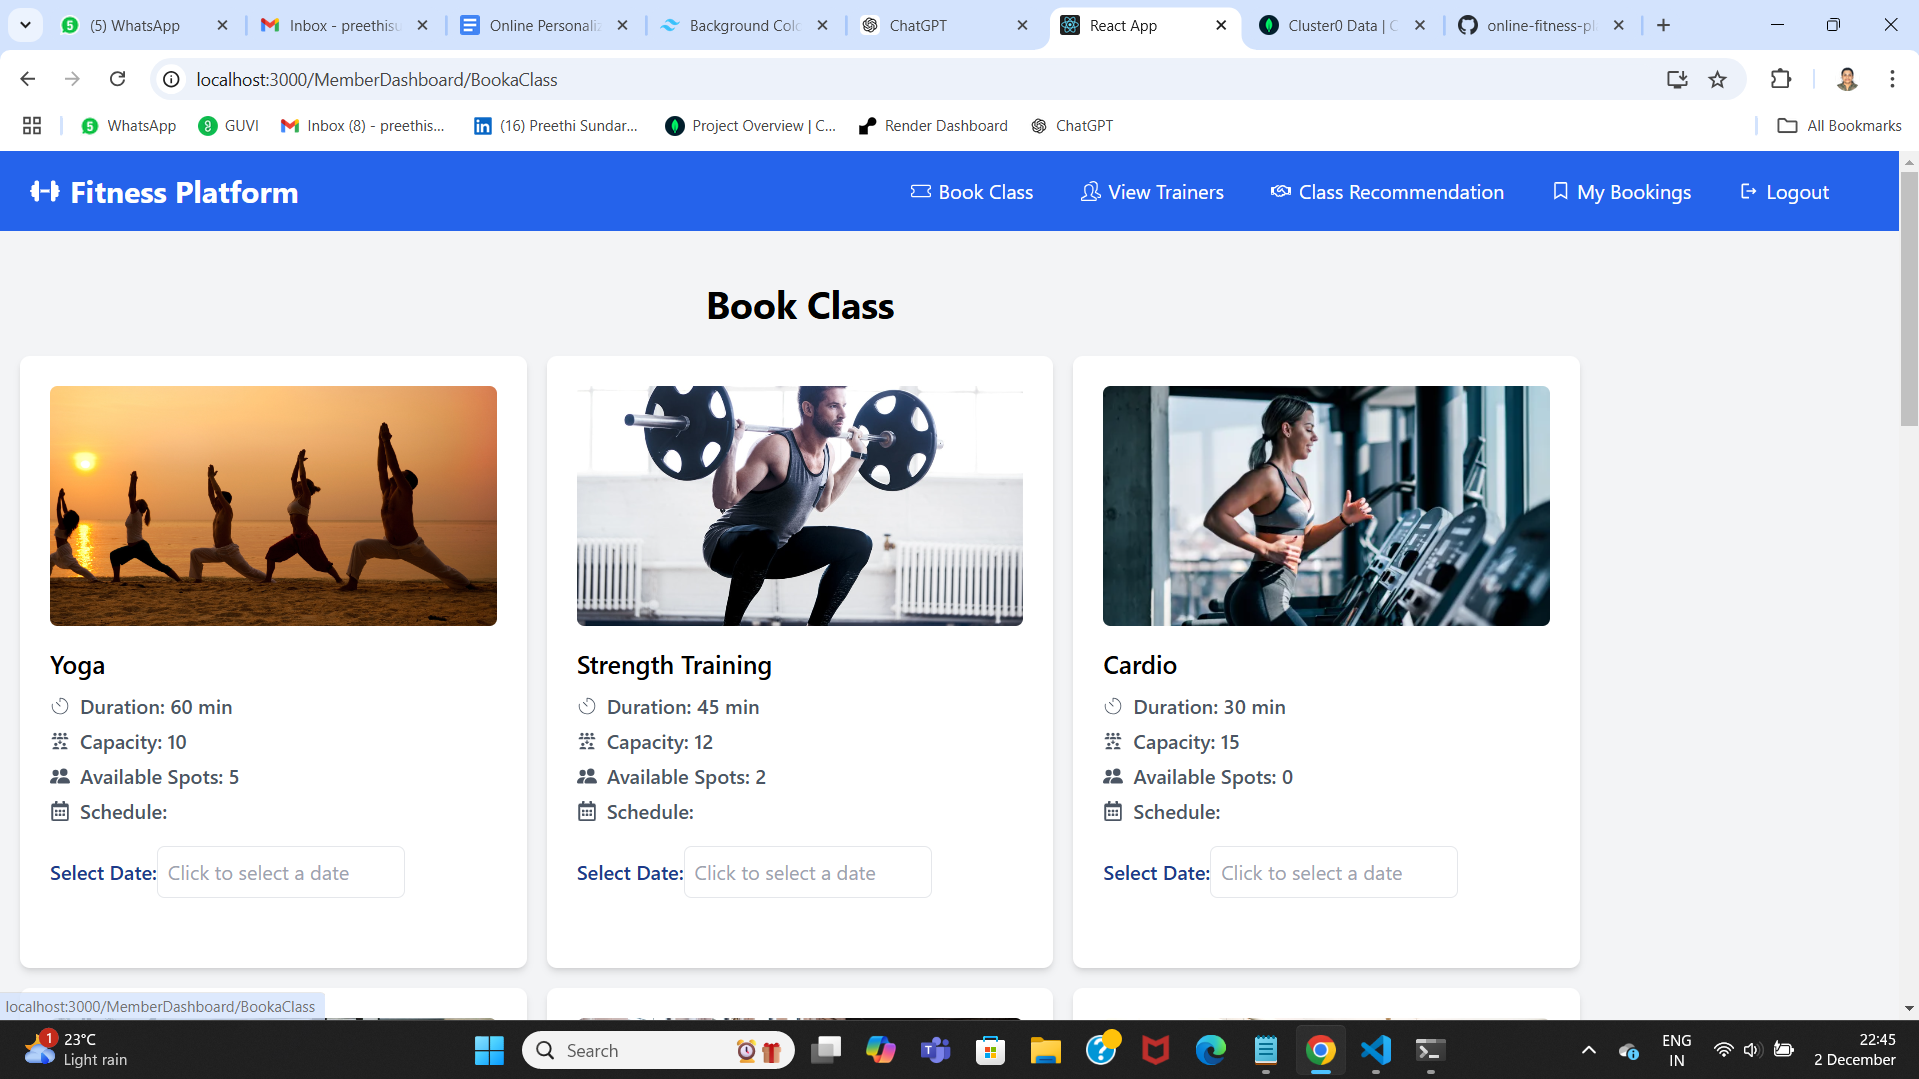 (5) WhatsApp
Inbox - preethisu
Online Personaliz
Background Colo
ChatGPT
React App
Cluster0 Data | C
online-fitness-pl
localhost:3000/MemberDashboard/BookaClass
WhatsApp
GUVI
Inbox (8) - preethis...
(16) Preethi Sundar...
Project Overview | C...
Render Dashboard
ChatGPT
All Bookmarks
Fitness Platform
Book Class
View Trainers
Class Recommendation
My Bookings
Logout
Book Class
Yoga
Duration: 60 min
Capacity: 10
Available Spots: 5
Schedule:
Select Date: Click to select a date
Strength Training
Duration: 45 min
Capacity: 12
Available Spots: 2
Schedule:
Select Date: Click to select a date
Cardio
Duration: 30 min
Capacity: 15
Available Spots: 0
Schedule:
Select Date: Click to select a date
localhost:3000/MemberDashboard/BookaClass
1
23°C
Light rain
Search
ENG
IN
22:45
2 December